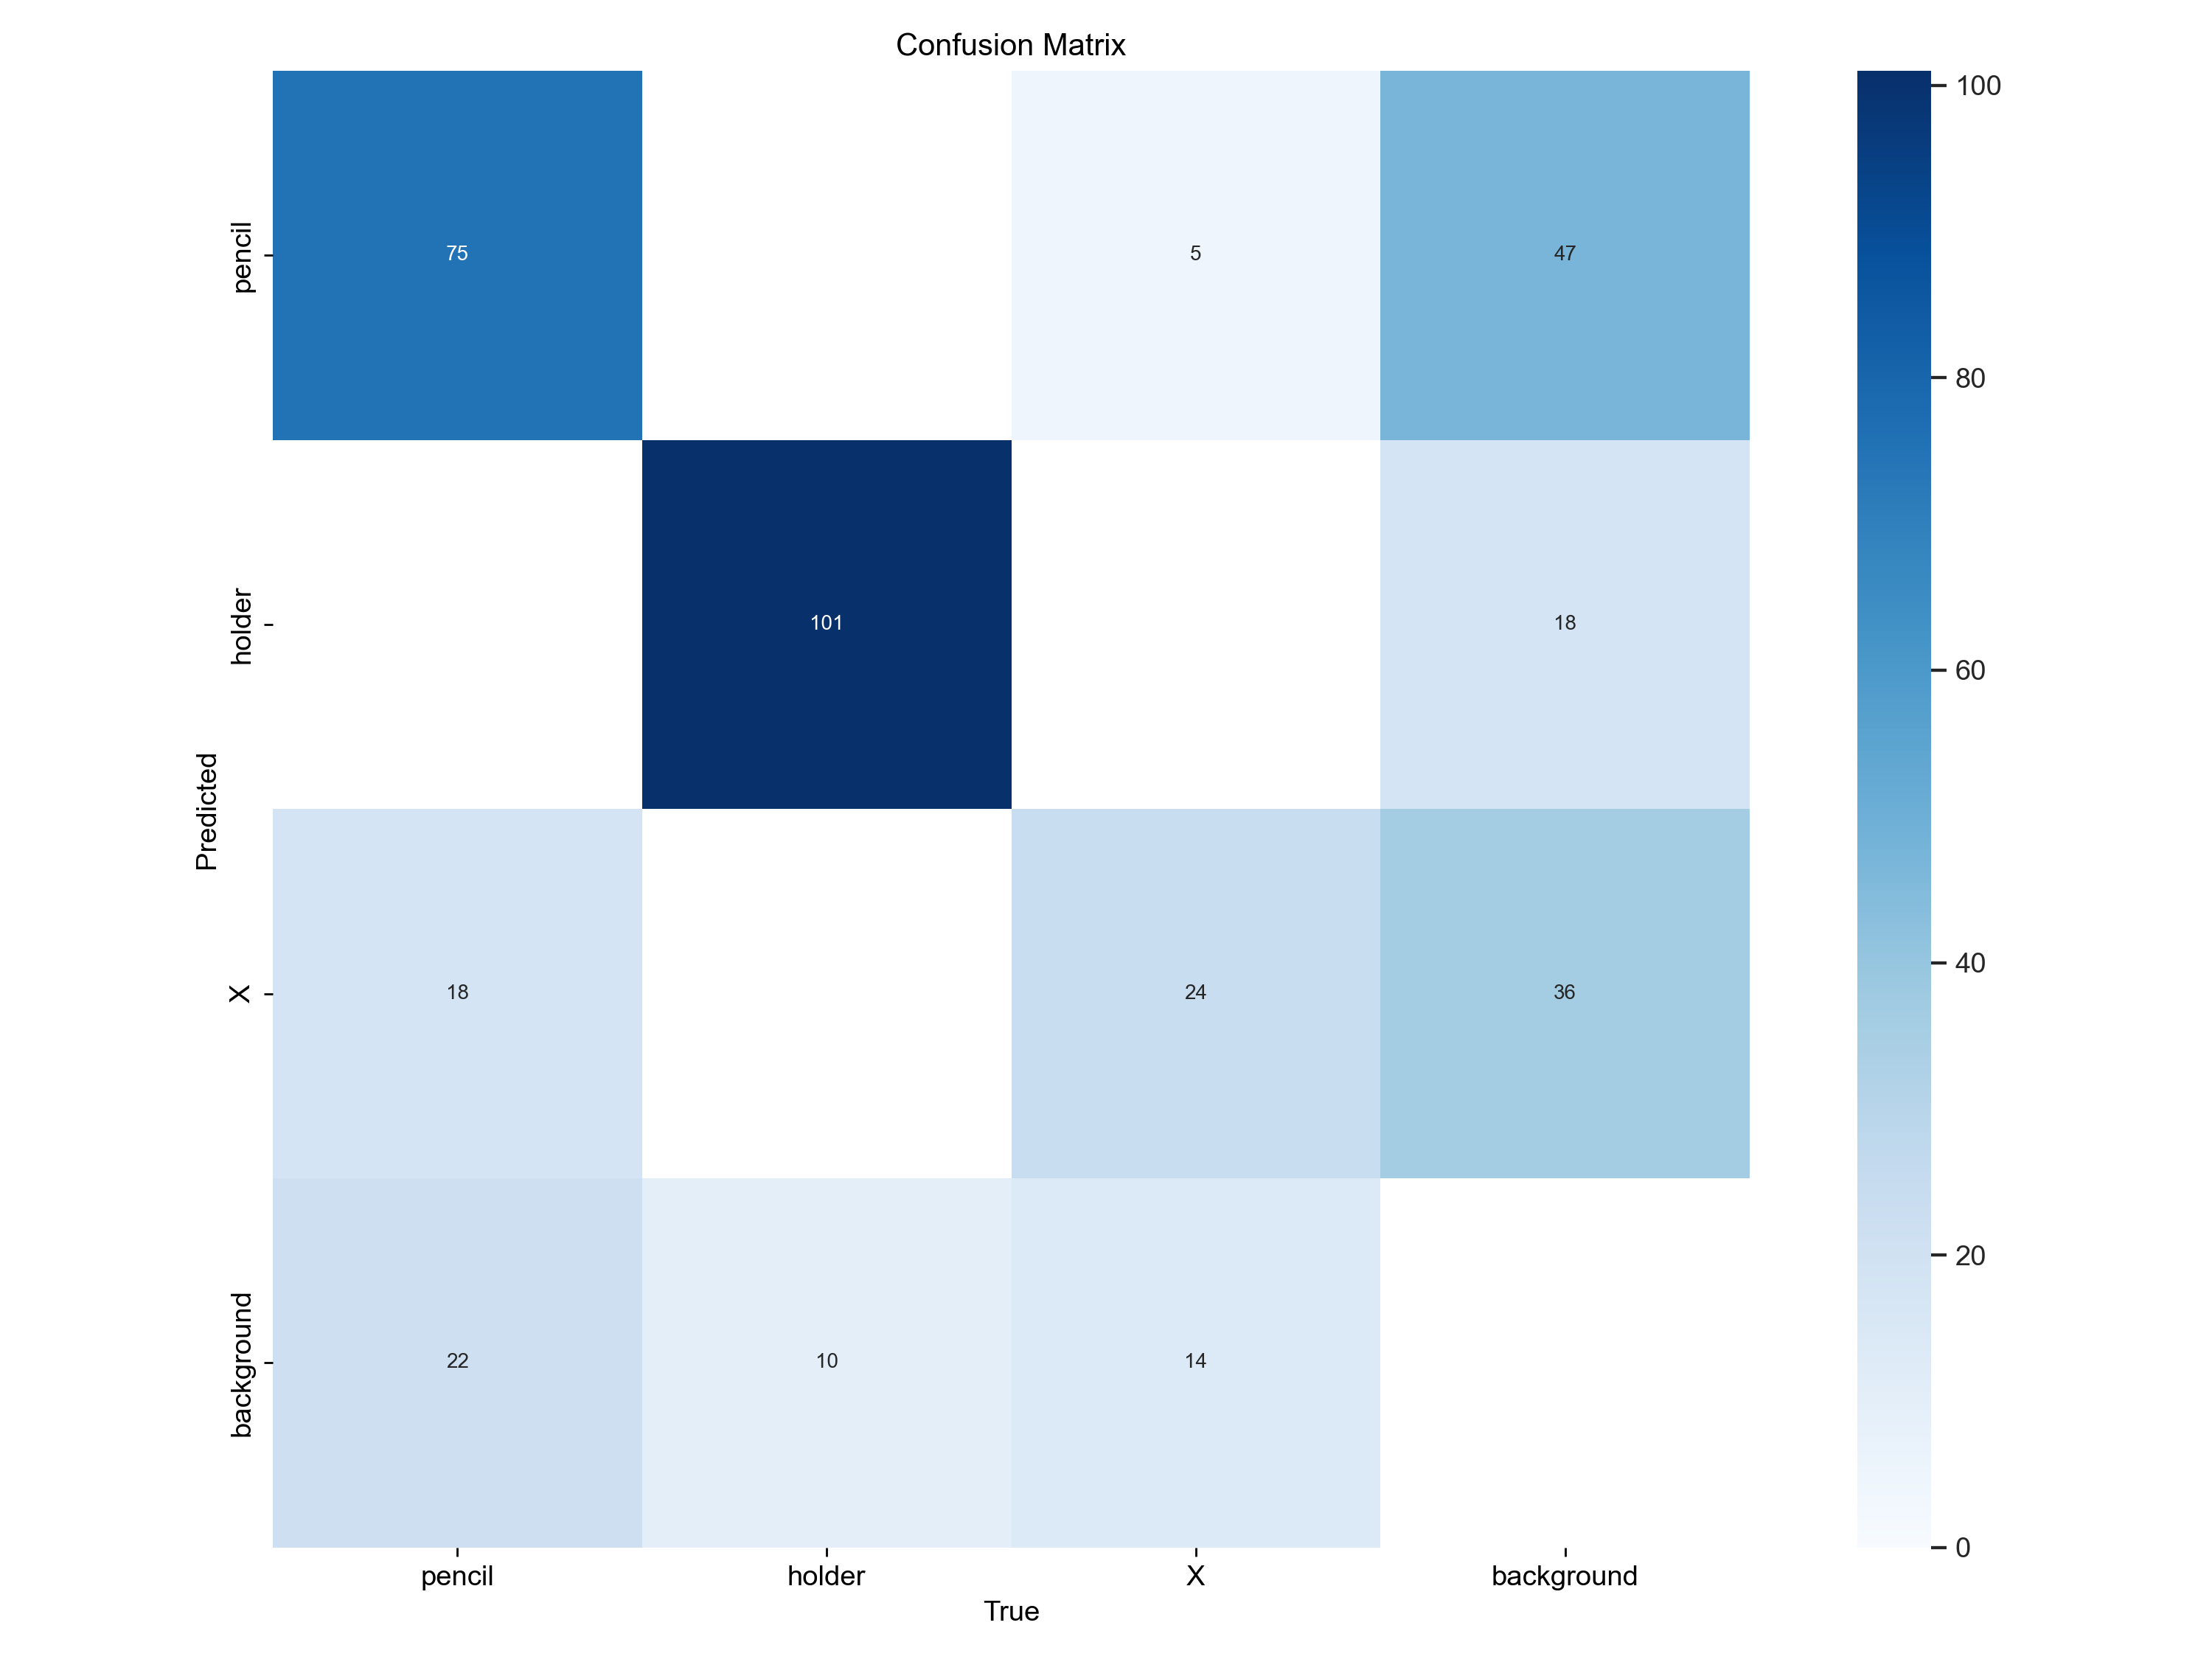 Confusion Matrix
pencil
75
5
47
holder
101
18
X
18
24
36
background
22
10
14
Predicted
pencil
holder
X
background
True
100
80
60
40
20
0